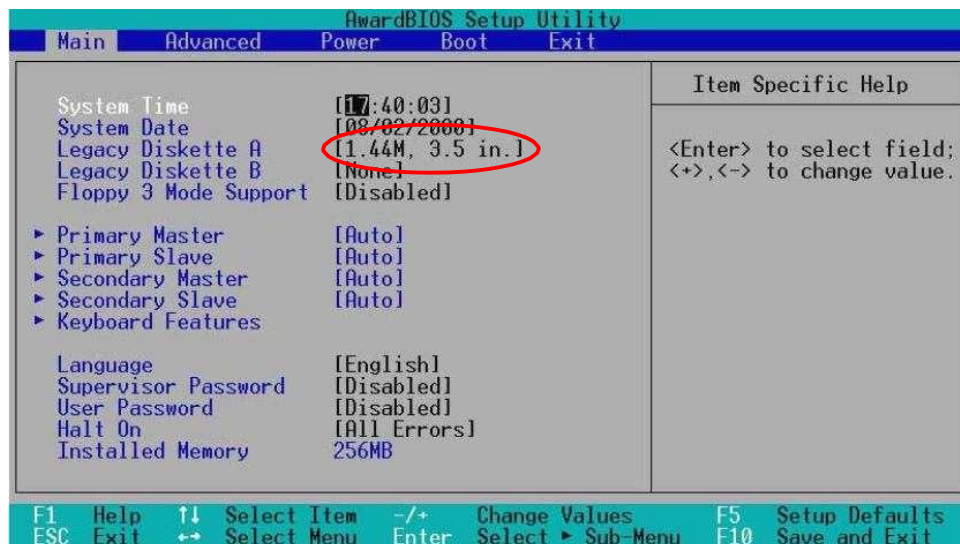 AwardBIOS Setup Utility
Main Advanced Power Boot Exit
Item Specific Help
System Time [17:40:03]
System Date [08/02/2000]
Legacy Diskette A [1.44M, 3.5 in.]
<Enter> to select field;
Legacy Diskette B [None]
<+>,<-> to change value.
Floppy 3 Mode Support [Disabled]
► Primary Master [Auto]
► Primary Slave [Auto]
► Secondary Master [Auto]
► Secondary Slave [Auto]
► Keyboard Features
Language [English]
Supervisor Password [Disabled]
User Password [Disabled]
Halt On [All Errors]
Installed Memory 256MB
F1 Help ↑↓ Select Item -/+ Change Values F5 Setup Defaults
ESC Exit ←→ Select Menu Enter Select ► Sub-Menu F10 Save and Exit